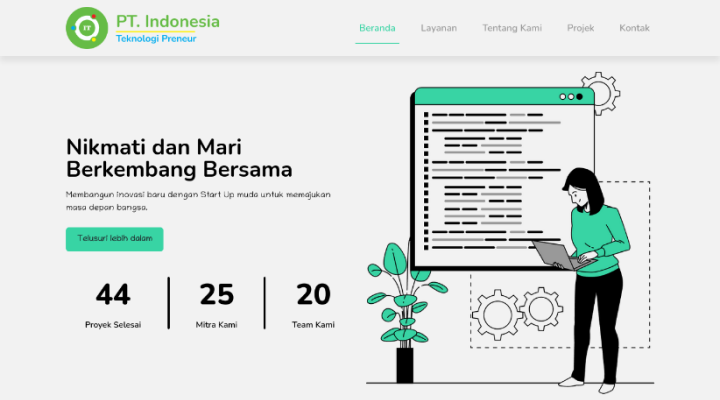 IT
PT. Indonesia
Teknologi Preneur
Beranda
Layanan
Tentang Kami
Projek
Kontak
Nikmati dan Mari
Berkembang Bersama
Membangun Inovasi baru dengan Start Up muda untuk memajukan
masa depan bangsa.
Telusuri lebih dalam
44
25
20
Proyek Selesai
Mitra Kami
Team Kami